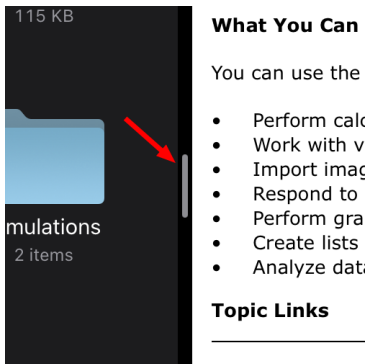 115 KB
mulations
2 items
What You Can
You can use the
• Perform calc
• Work with v
• Import imag
• Respond to
• Perform gra
• Create lists
• Analyze data
Topic Links